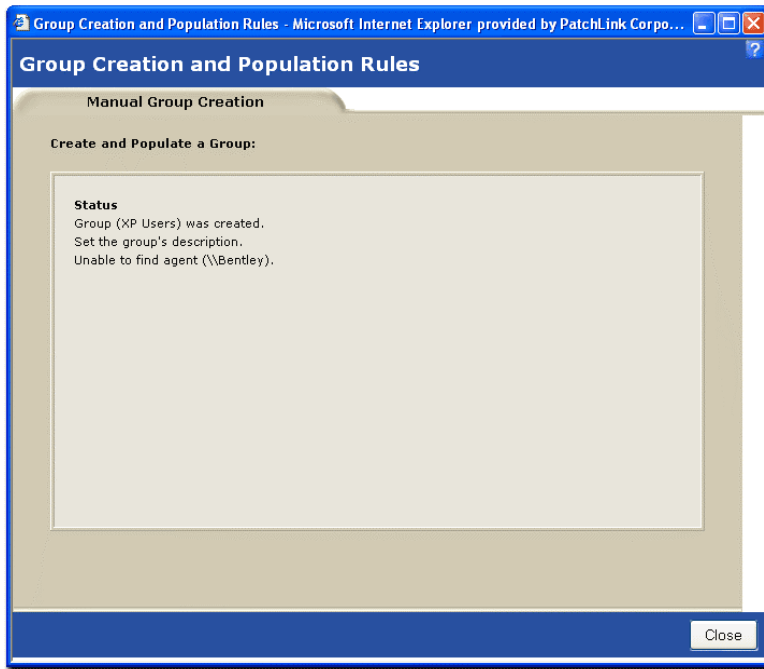 Group Creation and Population Rules - Microsoft Internet Explorer provided by PatchLink Corpo...
?
Group Creation and Population Rules
Manual Group Creation
Create and Populate a Group:
Status
Group (XP Users) was created.
Set the group's description.
Unable to find agent (\\Bentley).
Close